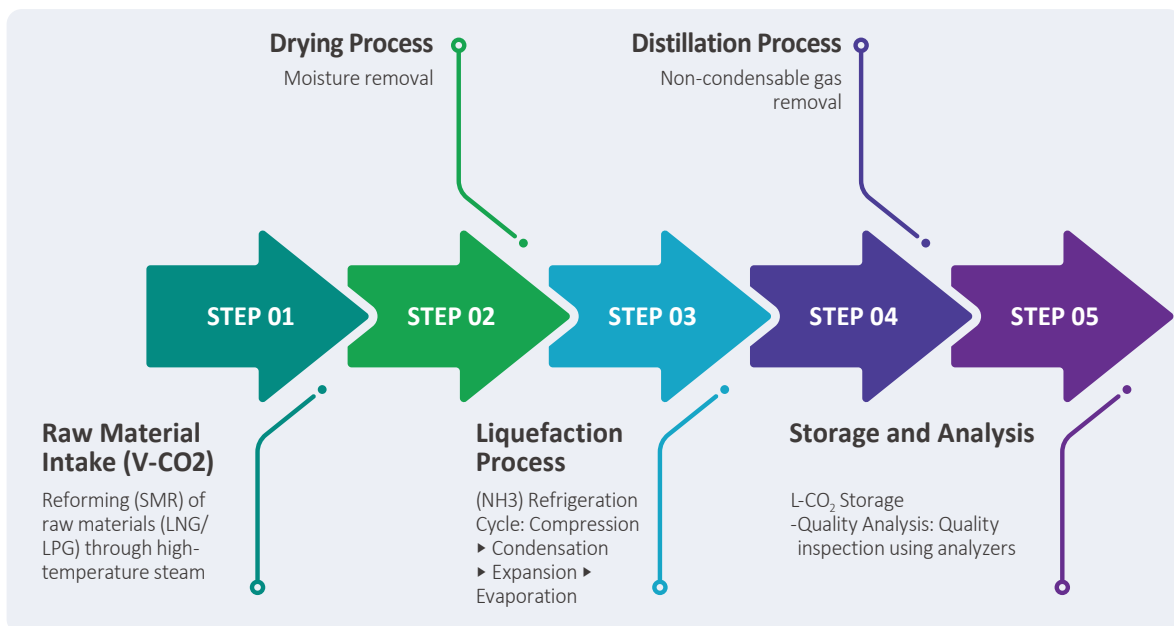 Drying Process
Moisture removal
Distillation Process
Non-condensable gas
removal
STEP 01
STEP 02
STEP 03
STEP 04
STEP 05
Raw Material
Intake (V-CO2)
Reforming (SMR) of
raw materials (LNG/
LPG) through high-
temperature steam
Liquefaction
Process
(NH3) Refrigeration
Cycle: Compression
▶ Condensation
▶ Expansion ▶
Evaporation
Storage and Analysis
L-CO₂ Storage
-Quality Analysis: Quality
inspection using analyzers